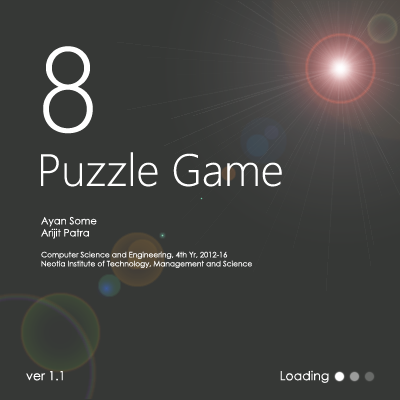 8
Puzzle Game
Ayan Some
Arijit Patra
Computer Science and Engineering, 4th Yr, 2012-16
Neotia Institute of Technology, Management and Science
ver 1.1
Loading